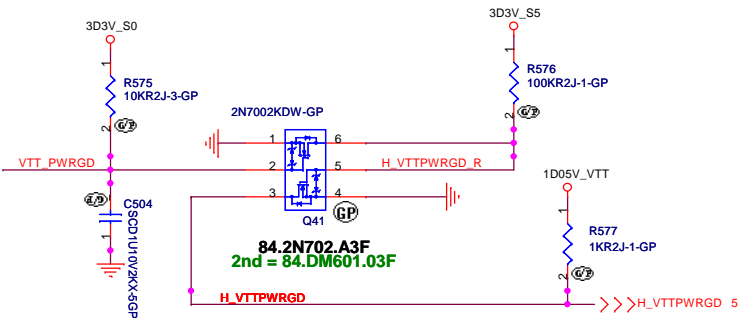 3D3V_S0
3D3V_S5
1
R575
10KR2J-3-GP
2
G/P
1
R576
100KR2J-1-GP
2
G/P
2N7002KDW-GP
1
6
VTT_PWRGD
2
5
H_VTTPWRGD_R
3
4
GP
Q41
1D05V_VTT
G/P
C504
SCD1U10V2KX-5GP
1
84.2N702.A3F
2nd = 84.DM601.03F
1
R577
1KR2J-1-GP
2
G/P
H_VTTPWRGD
H_VTTPWRGD 5